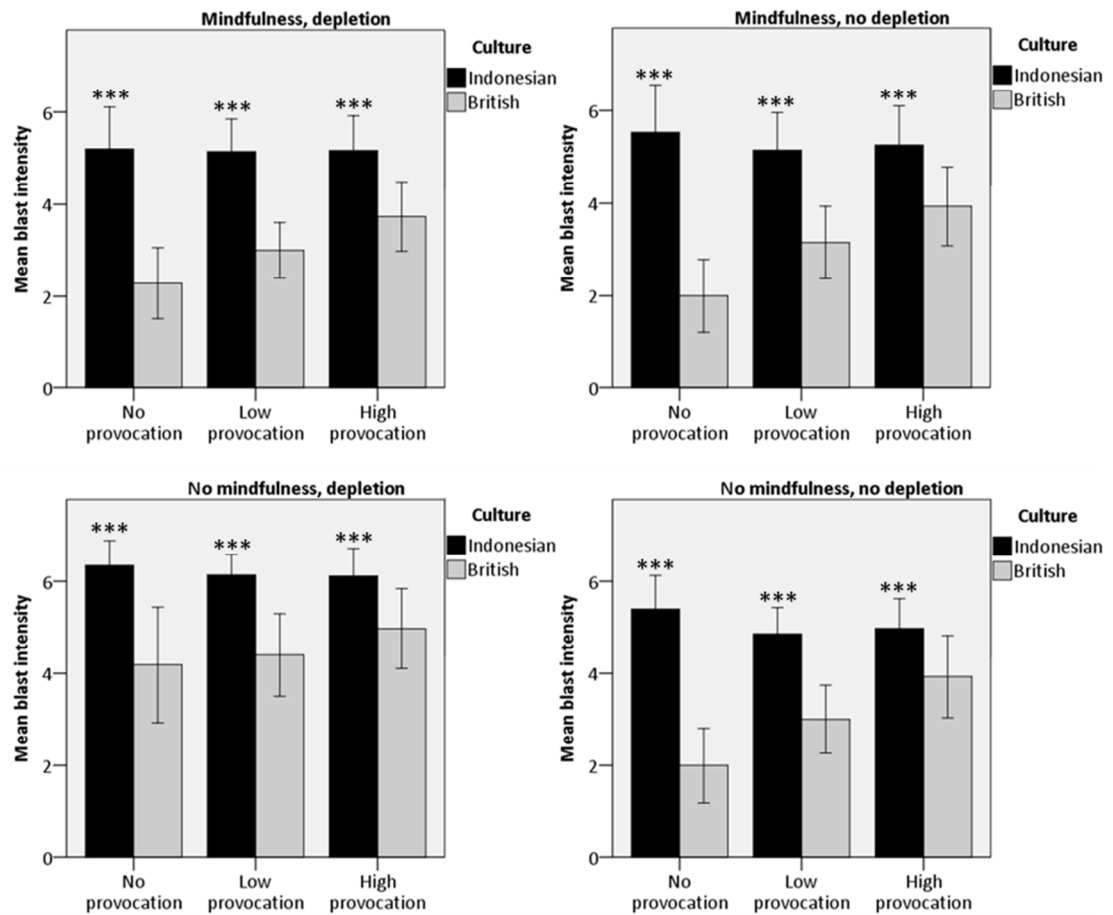 Mindfulness, depletion
Culture
Indonesian
British
***
***
***
Mean blast intensity
6
4
2
0
No provocation
Low provocation
High provocation
Mindfulness, no depletion
Culture
Indonesian
British
***
***
***
Mean blast intensity
6
4
2
0
No provocation
Low provocation
High provocation
No mindfulness, depletion
Culture
Indonesian
British
***
***
***
Mean blast intensity
6
4
2
0
No provocation
Low provocation
High provocation
No mindfulness, no depletion
Culture
Indonesian
British
***
***
***
Mean blast intensity
6
4
2
0
No provocation
Low provocation
High provocation